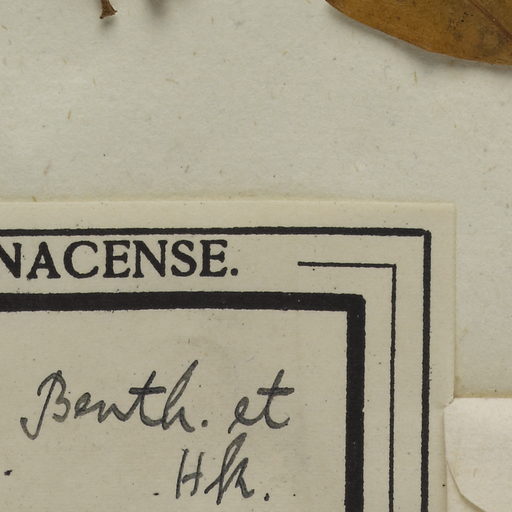 NACENSE.
Benth. et
Hk.